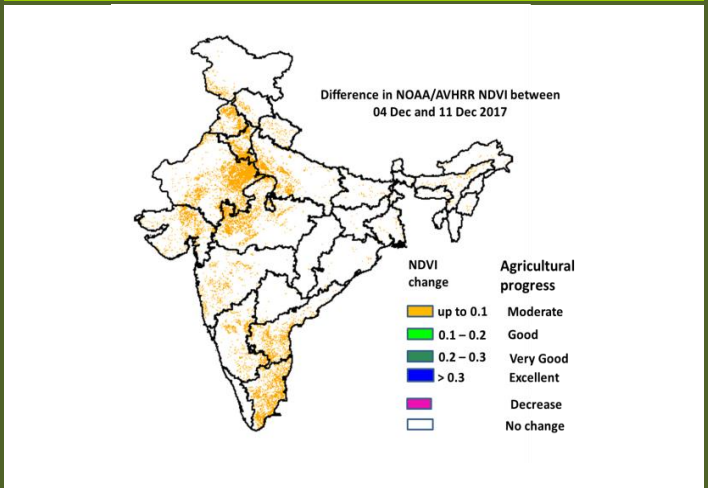 Difference in NOAA/AVHRR NDVI between
04 Dec and 11 Dec 2017
NDVI
change
Agricultural
progress
up to 0.1 Moderate
0.1 – 0.2 Good
0.2 – 0.3 Very Good
> 0.3 Excellent
Decrease
No change